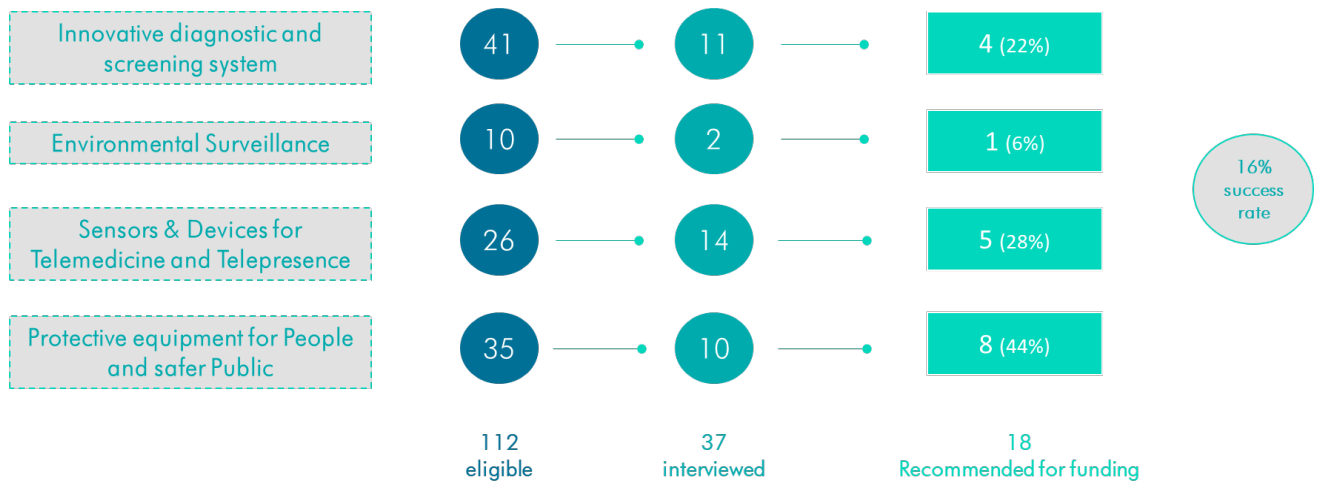 Innovative diagnostic and
screening system
41
11
4 (22%)
Environmental Surveillance
10
2
1 (6%)
16%
success
rate
Sensors & Devices for
Telemedicine and Telepresence
26
14
5 (28%)
Protective equipment for People
and safer Public
35
10
8 (44%)
112
eligible
37
interviewed
18
Recommended for funding